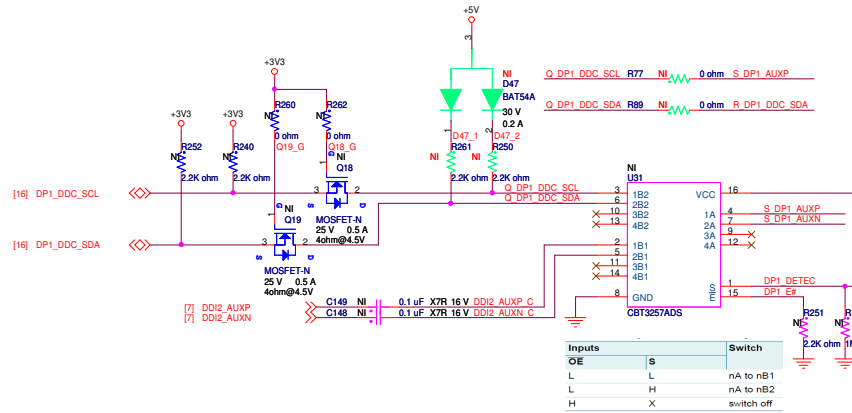 +5V
3
+3V3
NI
D47
BAT54A
30 V
0.2 A
1
2
D47_1
D47_2
Q_DP1_DDC_SCL R77 NI 0 ohm S_DP1_AUXP
Q_DP1_DDC_SDA R89 NI 0 ohm R_DP1_DDC_SDA
+3V3
+3V3
R260
NI
0 ohm
Q19_G
R262
NI
0 ohm
Q18_G
R252
NI
2.2K ohm
R240
NI
2.2K ohm
R261
NI
2.2K ohm
R250
NI
2.2K ohm
G
1
NI
Q18
[16] DP1_DDC_SCL
3
2
S
D
MOSFET-N
25 V 0.5 A
4ohm@4.5V
Q_DP1_DDC_SCL
Q_DP1_DDC_SDA
G
1
NI
Q19
[16] DP1_DDC_SDA
3
2
S
D
MOSFET-N
25 V 0.5 A
4ohm@4.5V
[7] DDI2_AUXP
[7] DDI2_AUXN
C149 NI 0.1 uF X7R 16 V DDI2_AUXP_C
C148 NI 0.1 uF X7R 16 V DDI2_AUXN_C
NI
U31
3 1B2 VCC 16
6 2B2
10 3B2 1A 4 S_DP1_AUXP
13 4B2 2A 7 S_DP1_AUXN
3A 9
2 1B1 4A 12
5 2B1
11 3B1
14 4B1
S 1 DP1_DETEC
8 GND E 15 DP1_E#
CBT3257ADS
R251
NI
2.2K ohm
R
NI
1M
Inputs Switch
OE S
L L nA to nB1
L H nA to nB2
H X switch off